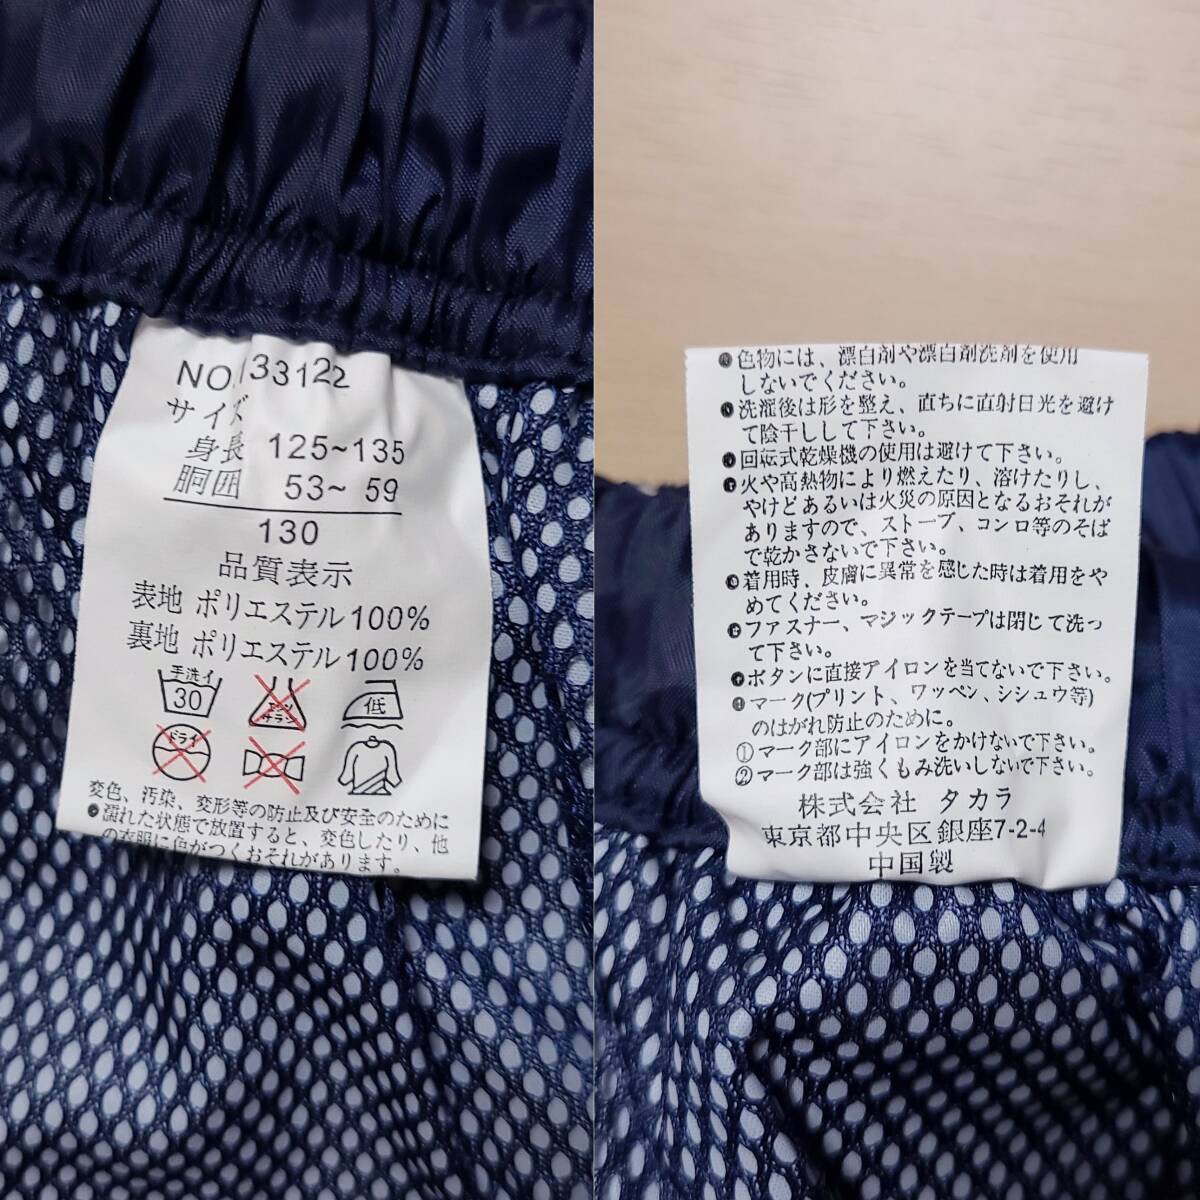 NO.133122
サイズ
身長 125~135
胴囲 53~59
130
品質表示
表地 ポリエステル100%
裏地 ポリエステル100%
手洗イ
30
エンソ
サラシ
低
ドライ
変色、汚染、変形等の防止及び安全のために
●濡れた状態で放置すると、変色したり、他
の衣服に色がつくおそれがあります。
●色物には、漂白剤や漂白剤洗剤を使用
しないでください。
●洗濯後は形を整え、直ちに直射日光を避け
て陰干しして下さい。
●回転式乾燥機の使用は避けて下さい。
●火や高熱物により燃えたり、溶けたりし、
やけどあるいは火災の原因となるおそれが
ありますので、ストーブ、コンロ等のそば
で乾かさないで下さい。
●着用時、皮膚に異常を感じた時は着用をや
めてください。
●ファスナー、マジックテープは閉じて洗っ
て下さい。
●ボタンに直接アイロンを当てないで下さい。
●マーク(プリント、ワッペン、シシュウ等)
のはがれ防止のために。
①マーク部にアイロンをかけないで下さい。
②マーク部は強くもみ洗いしないで下さい。
株式会社 タカラ
東京都中央区銀座7-2-4
中国製